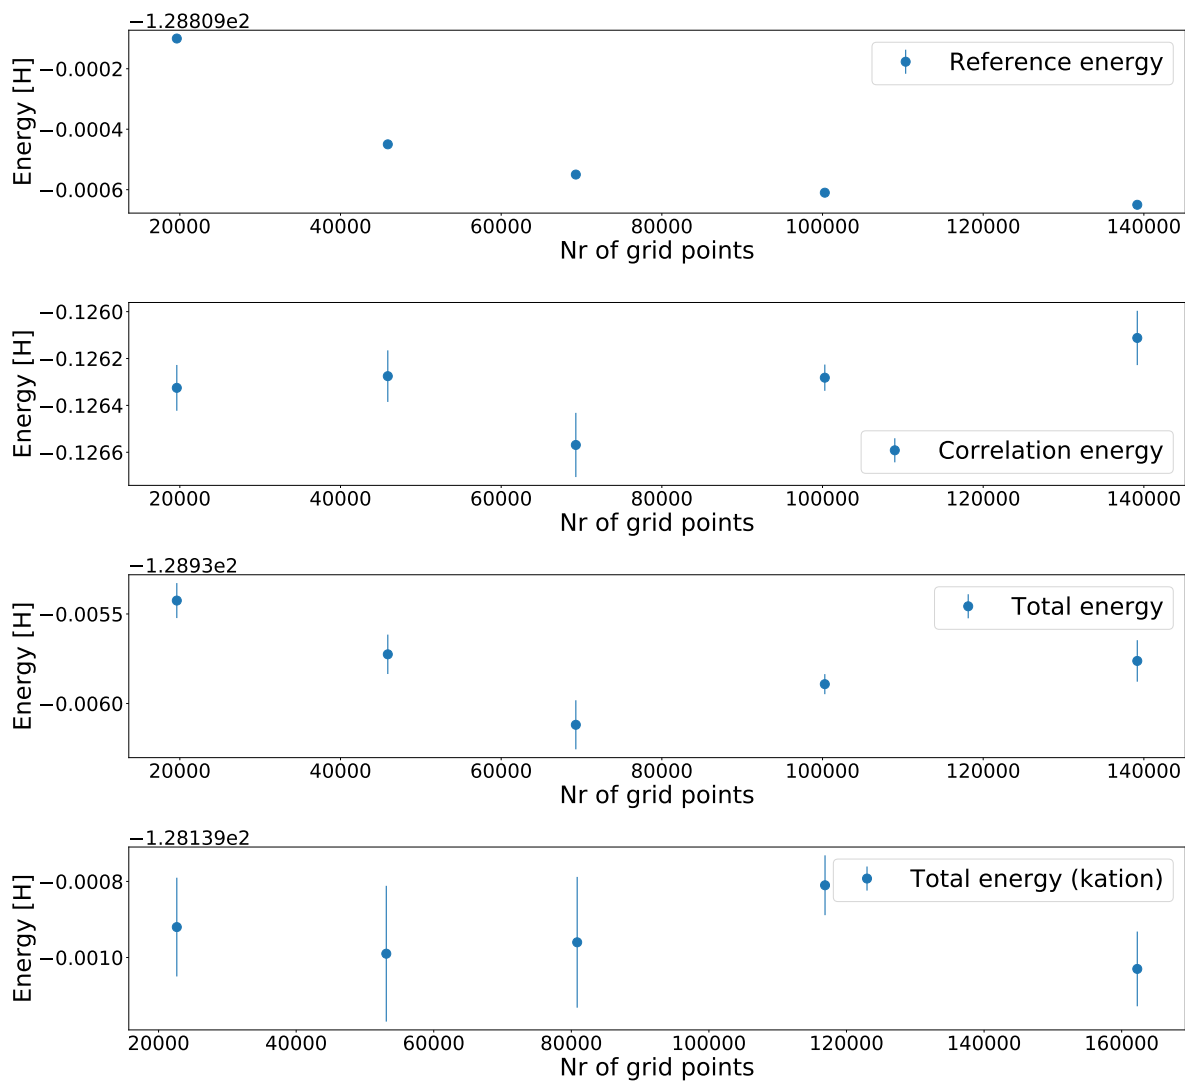 −1.28809e2
Energy [H]
−0.0002
−0.0004
−0.0006
Reference energy
20000 40000 60000 80000 100000 120000 140000
Nr of grid points
Energy [H]
−0.1260
−0.1262
−0.1264
−0.1266
Correlation energy
20000 40000 60000 80000 100000 120000 140000
Nr of grid points
−1.2893e2
Energy [H]
−0.0055
−0.0060
Total energy
20000 40000 60000 80000 100000 120000 140000
Nr of grid points
−1.28139e2
Energy [H]
−0.0008
−0.0010
Total energy (kation)
20000 40000 60000 80000 100000 120000 140000 160000
Nr of grid points